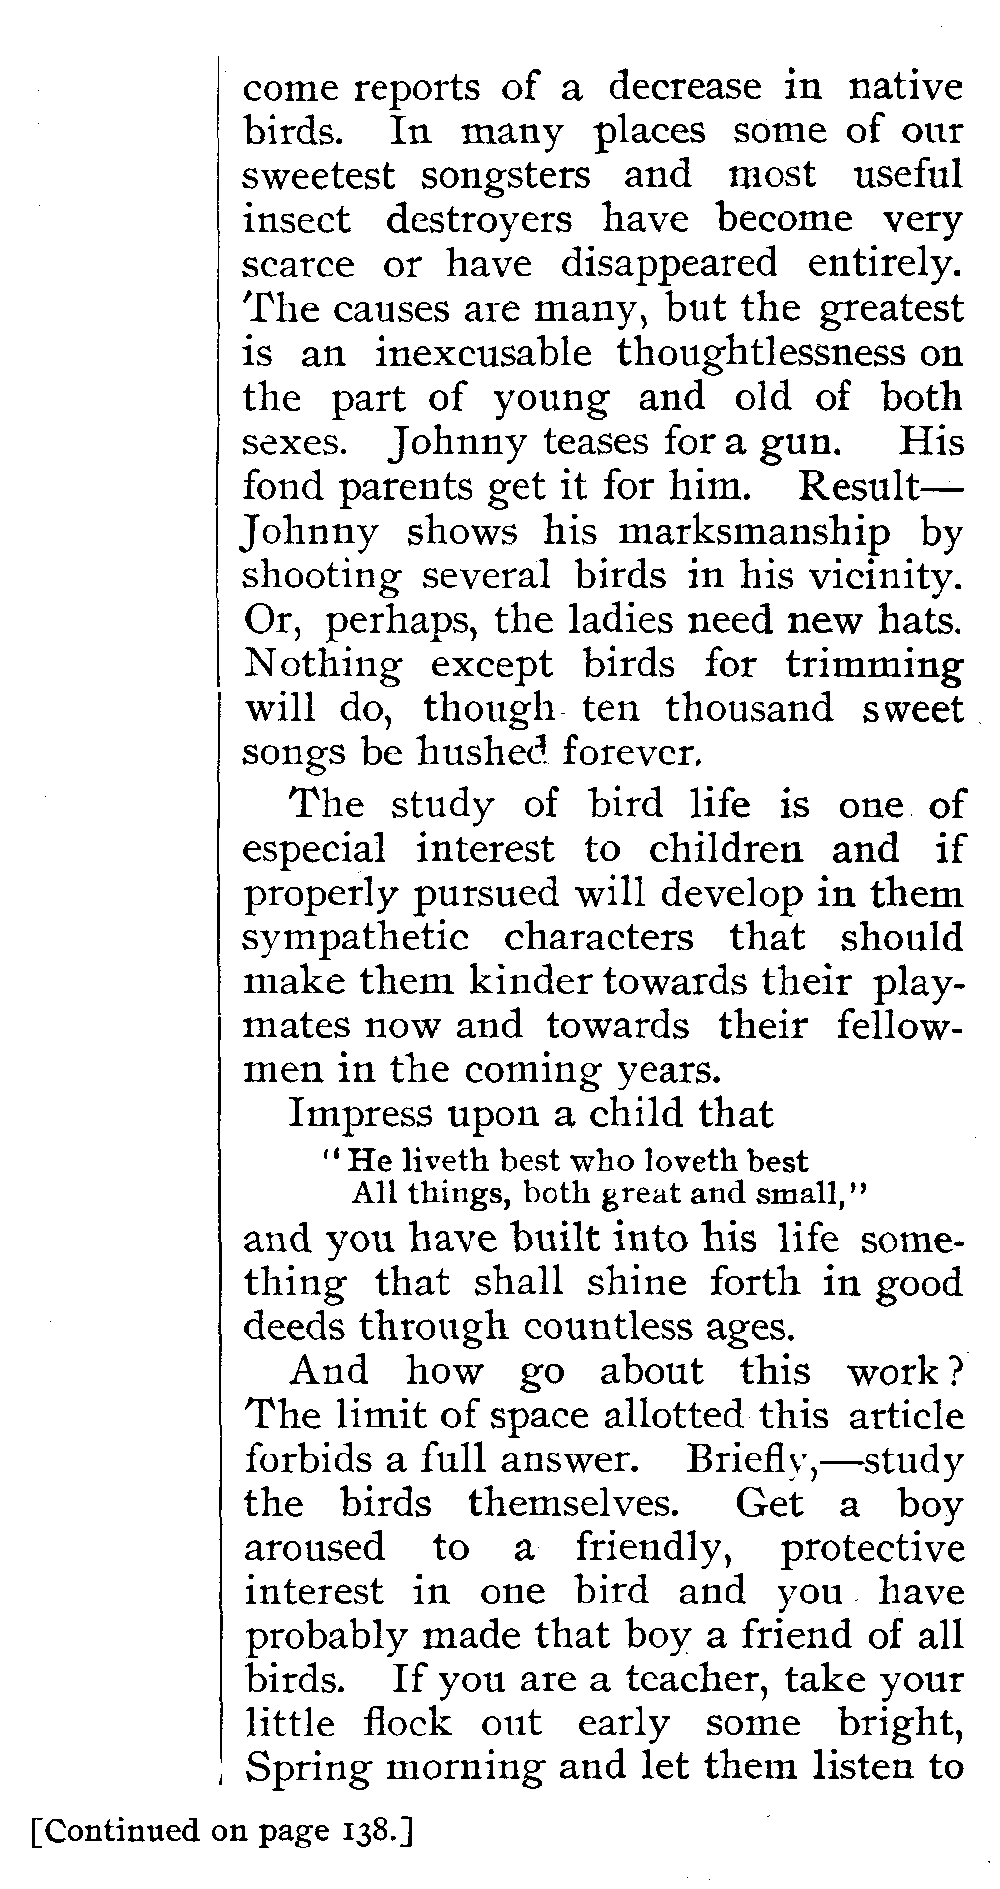 come reports of a decrease in native
birds. In many places some of our
sweetest songsters and most useful
insect destroyers have become very
scarce or have disappeared entirely.
The causes are many, but the greatest
is an inexcusable thoughtlessness on
the part of young and old of both
sexes. Johnny teases for a gun. His
fond parents get it for him. Result—
Johnny shows his marksmanship by
shooting several birds in his vicinity.
Or, perhaps, the ladies need new hats.
Nothing except birds for trimming
will do, though ten thousand sweet
songs be hushed forever.
The study of bird life is one of
especial interest to children and if
properly pursued will develop in them
sympathetic characters that should
make them kinder towards their play-
mates now and towards their fellow-
men in the coming years.
Impress upon a child that
"He liveth best who loveth best
All things, both great and small,"
and you have built into his life some-
thing that shall shine forth in good
deeds through countless ages.
And how go about this work?
The limit of space allotted this article
forbids a full answer. Briefly,—study
the birds themselves. Get a boy
aroused to a friendly, protective
interest in one bird and you have
probably made that boy a friend of all
birds. If you are a teacher, take your
little flock out early some bright,
Spring morning and let them listen to
[Continued on page 138.]